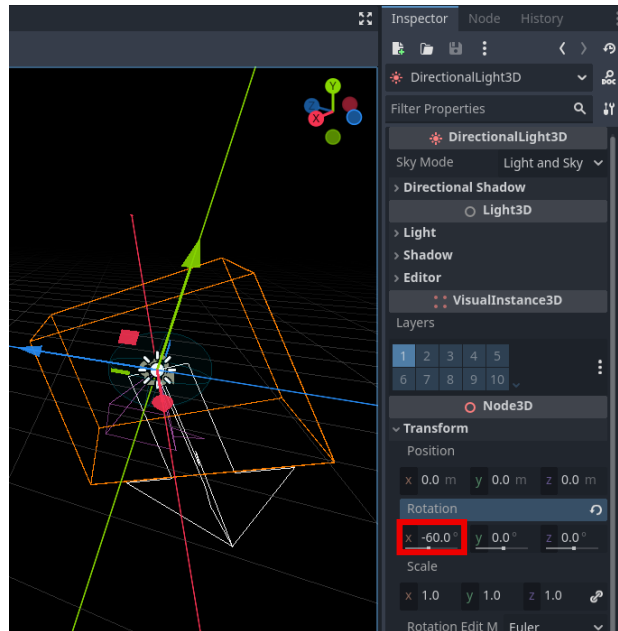 Inspector Node History
DirectionalLight3D
DOC
Filter Properties
DirectionalLight3D
Sky Mode Light and Sky
Directional Shadow
Light3D
Light
Shadow
Editor
VisualInstance3D
Layers
1 2 3 4 5
6 7 8 9 10
Node3D
Transform
Position
x 0.0 m y 0.0 m z 0.0 m
Rotation
x -60.0° y 0.0° z 0.0°
Scale
x 1.0 y 1.0 z 1.0
Rotation Edit M Euler
Y
Z
X